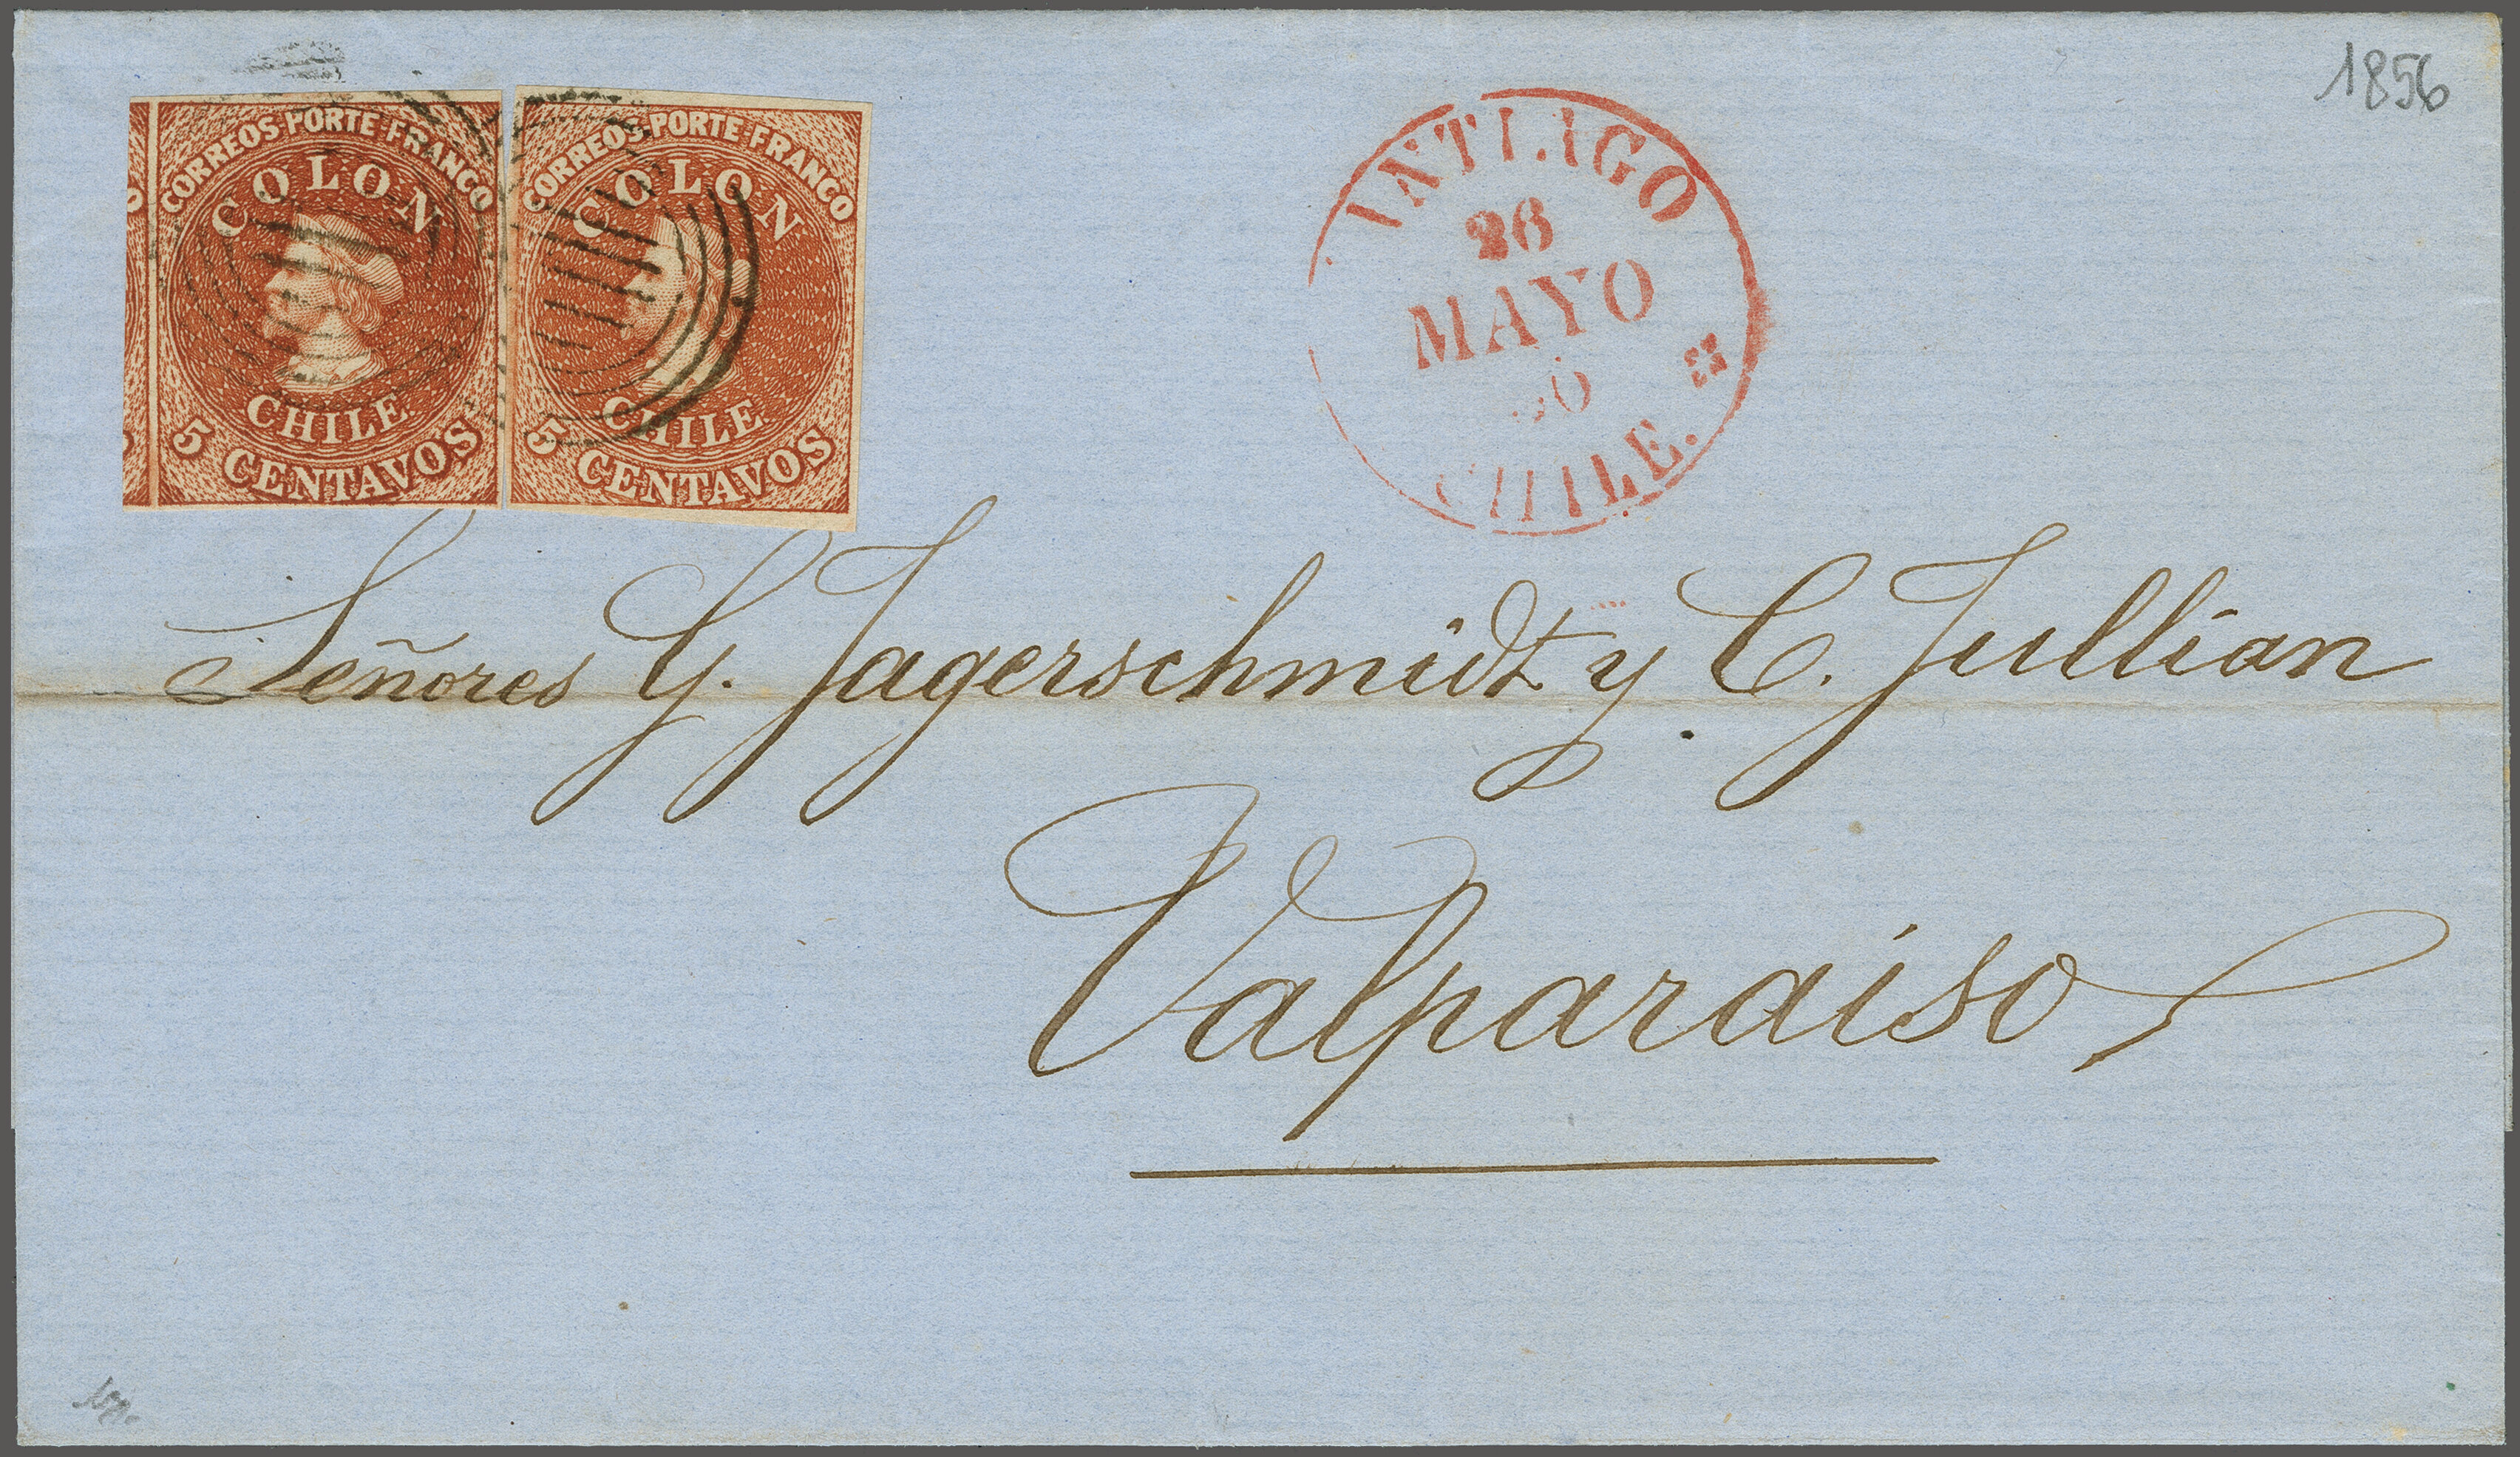 1856
CORREOS PORTE FRANCO
COLON
CHILE
5 CENTAVOS
CORREOS PORTE FRANCO
COLON
CHILE
5 CENTAVOS
ANTIAGO
26
MAYO
CHILE.
Señores G. Jagerschmidt y C. Jullian
Valparaiso